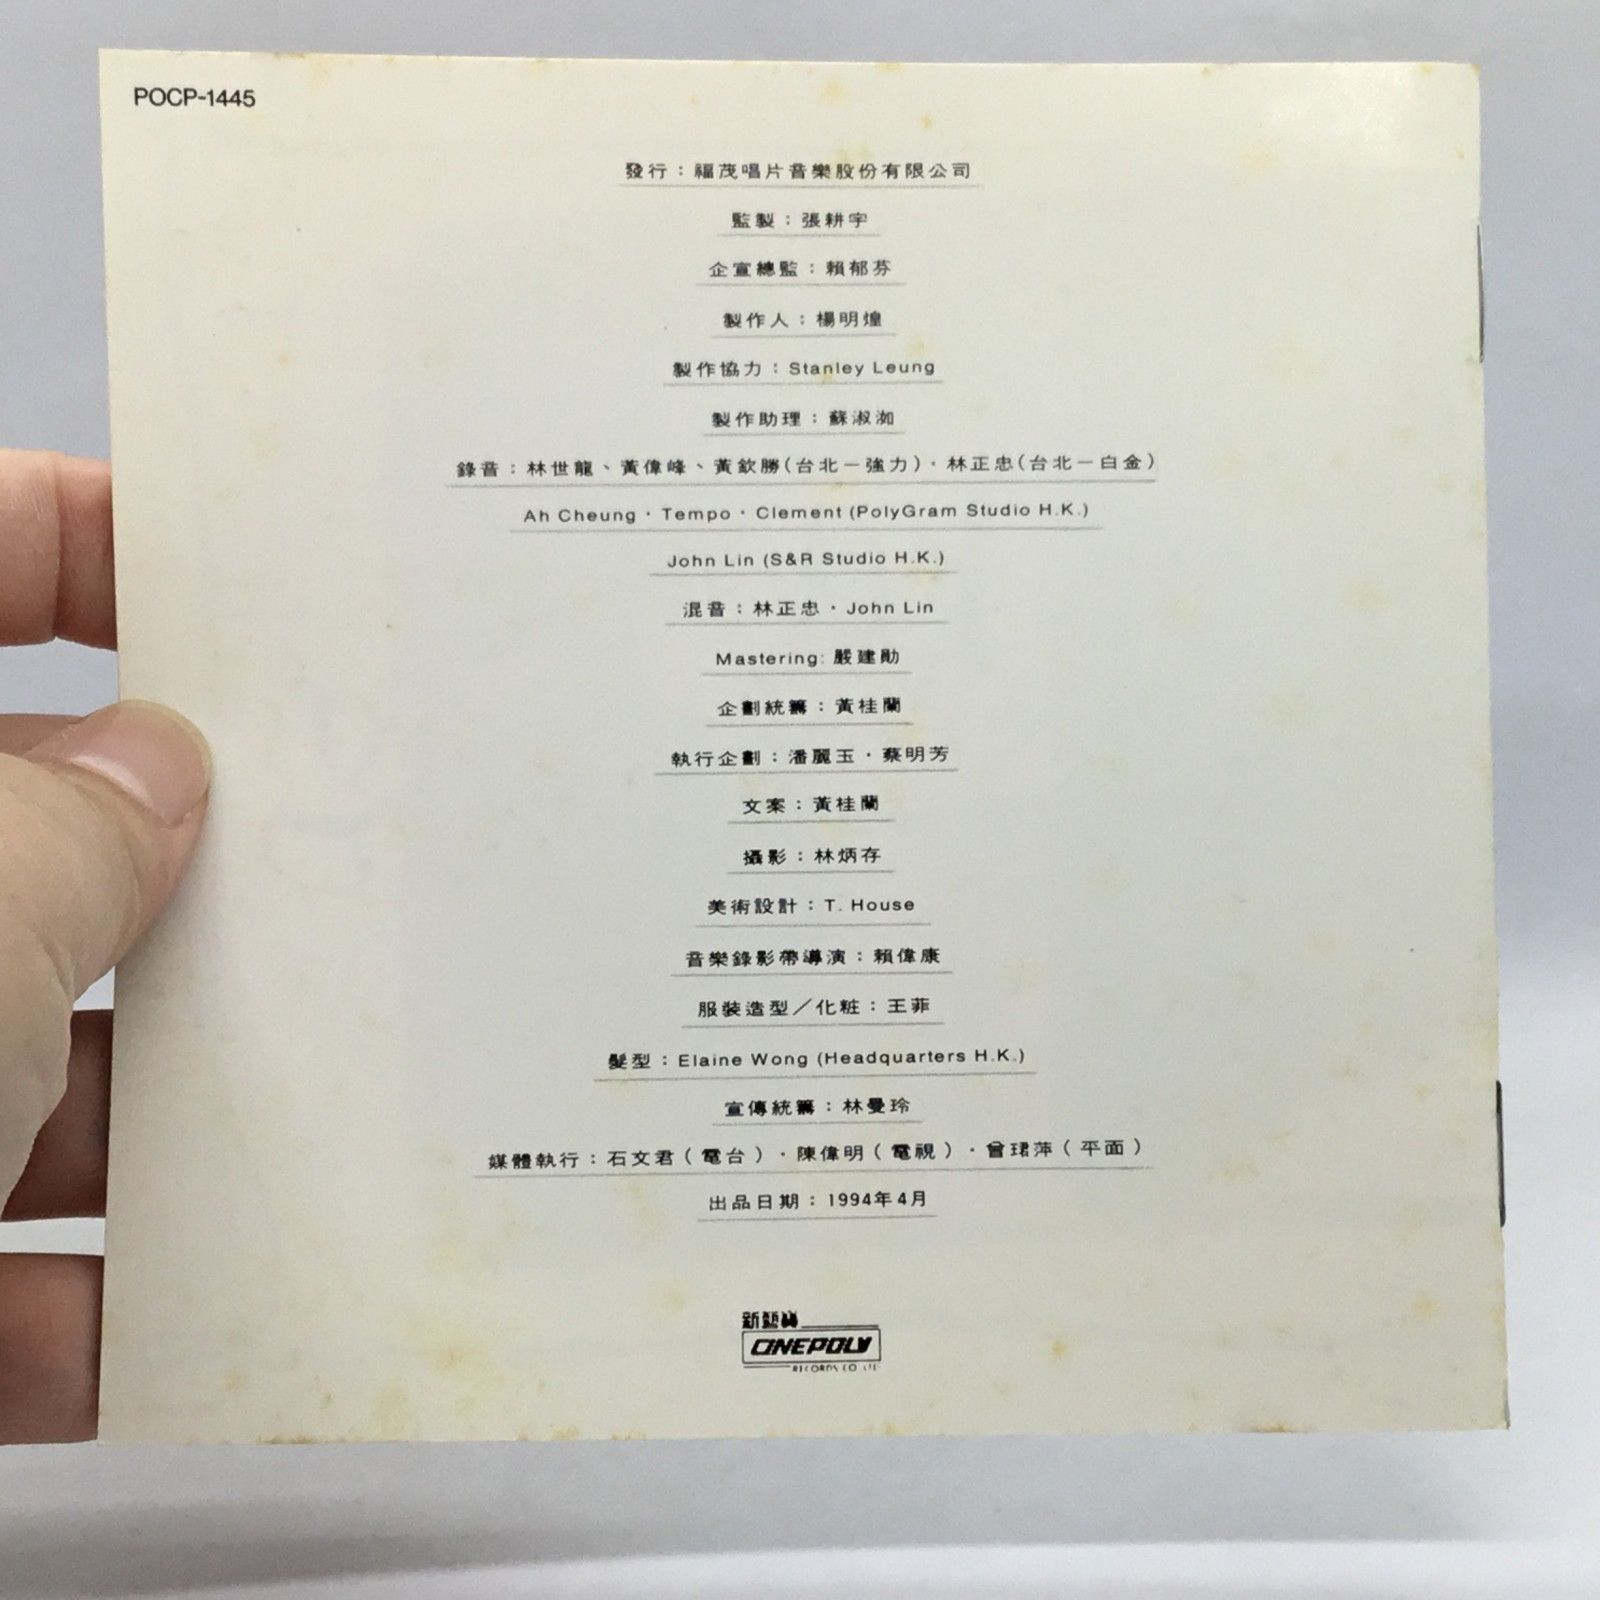 POCP-1445
發行：福茂唱片音樂股份有限公司
監製：張耕宇
企宣總監：賴郁芬
製作人：楊明煌
製作協力：Stanley Leung
製作助理：蘇淑洳
錄音：林世龍、黃偉峰、黃欽勝(台北－強力)·林正忠(台北－白金)
Ah Cheung · Tempo · Clement (PolyGram Studio H.K.)
John Lin (S&R Studio H.K.)
混音：林正忠 · John Lin
Mastering: 嚴建勛
企劃統籌：黃桂蘭
執行企劃：潘麗玉 · 蔡明芳
文案：黃桂蘭
攝影：林炳存
美術設計：T. House
音樂錄影帶導演：賴偉康
服裝造型／化粧：王菲
髮型：Elaine Wong (Headquarters H.K.)
宣傳統籌：林曼玲
媒體執行：石文君(電台)·陳偉明(電視)·曾珺萍(平面)
出品日期：1994年4月
新藝寶
CINEPOLY
RECORDS CO LTD